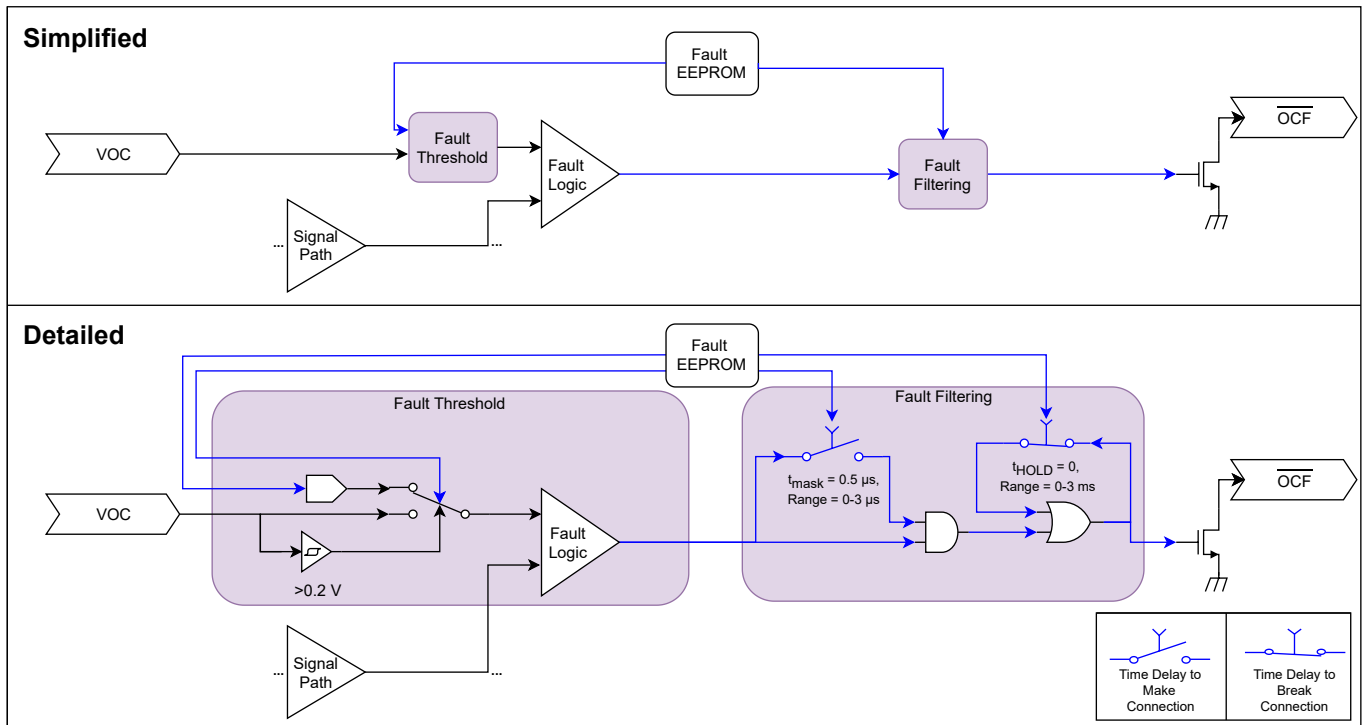 Simplified
Fault
EEPROM
OCF
VOC
Fault
Threshold
Fault
Logic
Fault
Filtering
Signal
Path
...
...
Detailed
Fault
EEPROM
Fault Threshold
Fault Filtering
tmask = 0.5 µs,
Range = 0-3 µs
tHOLD = 0,
Range = 0-3 ms
OCF
VOC
Fault
Logic
>0.2 V
Signal
Path
...
...
Time Delay to
Make
Connection
Time Delay to
Break
Connection